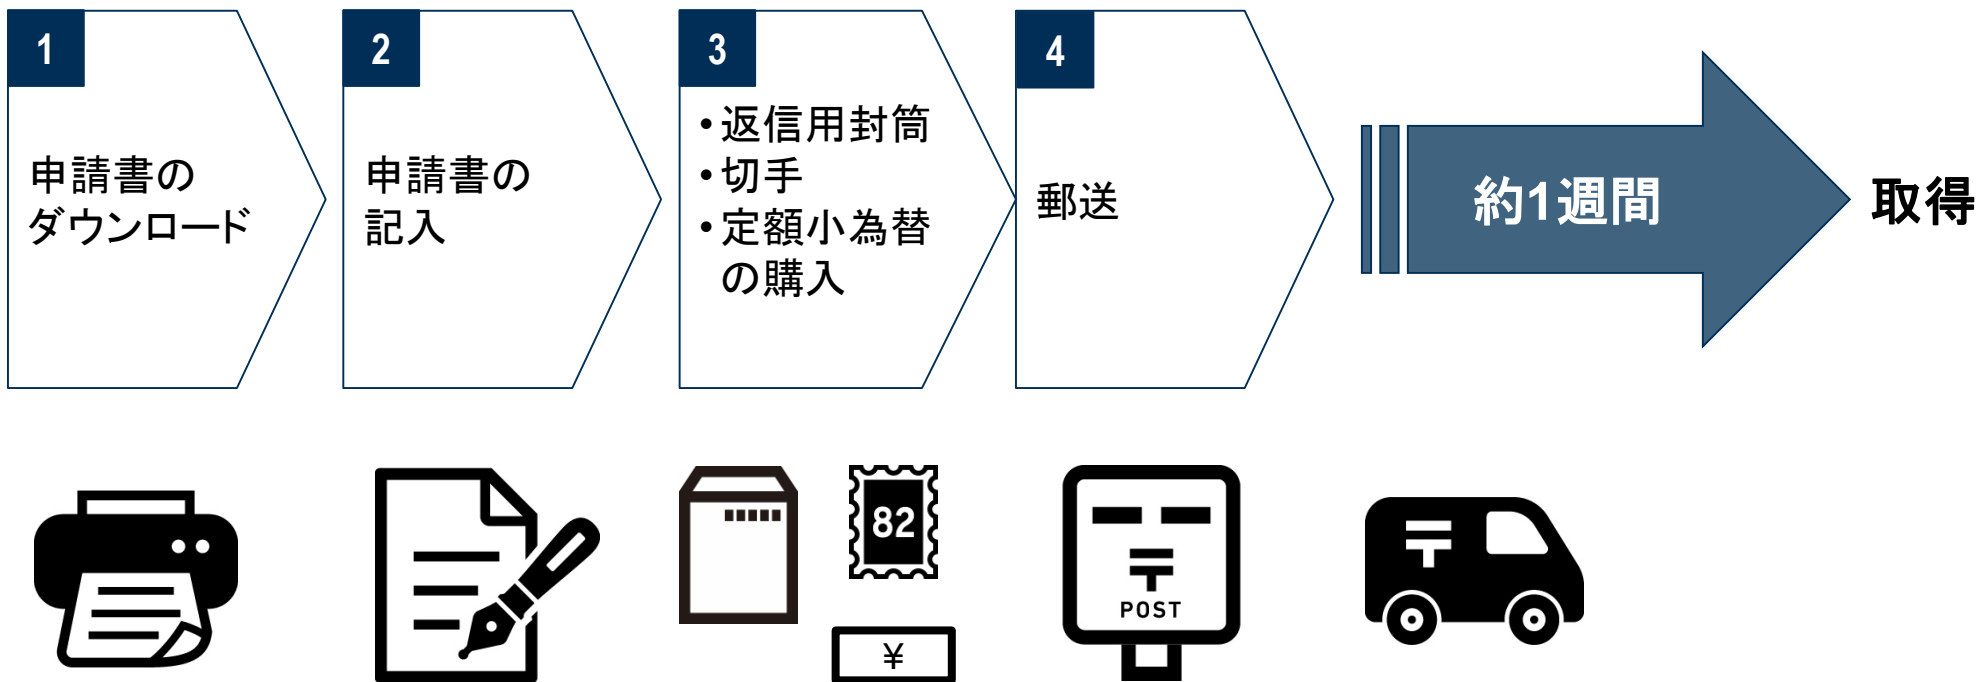 1
申請書の
ダウンロード
2
申請書の
記入
3
・返信用封筒
・切手
・定額小為替
の購入
4
郵送
約1週間
取得
82
¥
〒
POST
〒